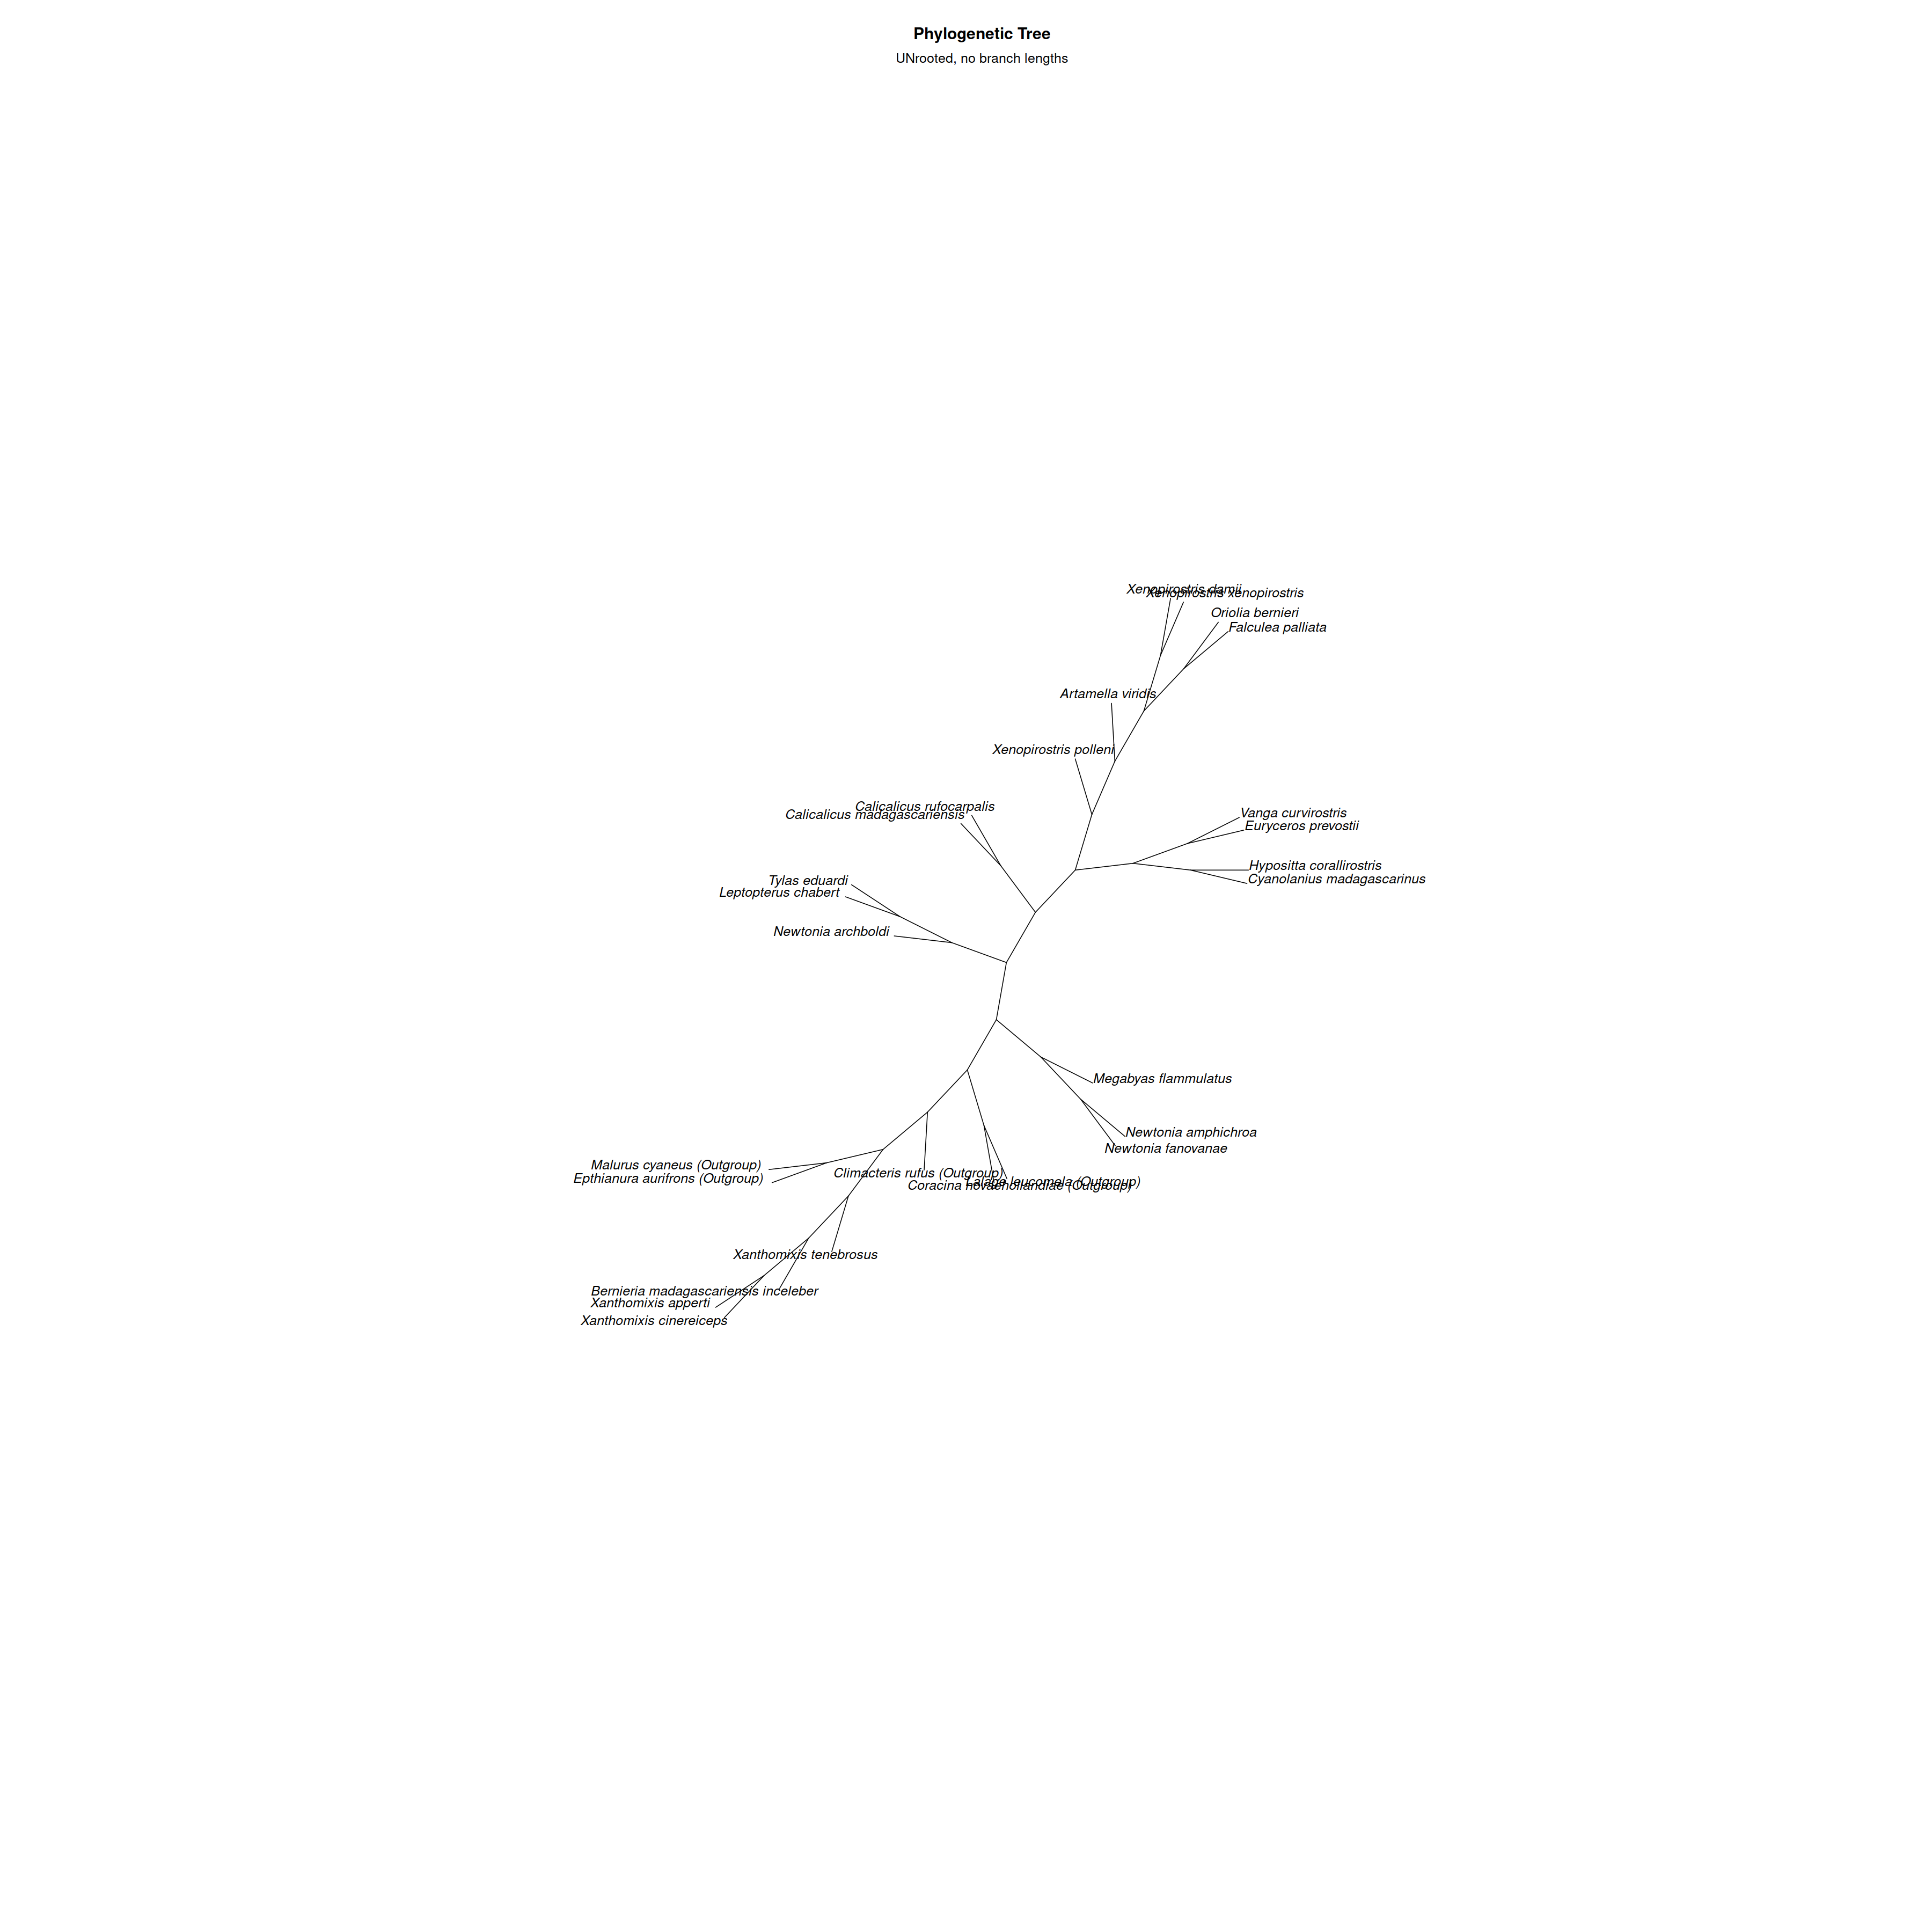 Phylogenetic Tree
UNrooted, no branch lengths
Xenopirostris damii
Xenopirostris xenopirostris
Oriolia bernieri
Falculea palliata
Artamella viridis
Xenopirostris polleni
Calicalicus rufocarpalis
Calicalicus madagascariensis
Vanga curvirostris
Euryceros prevostii
Hypositta corallirostris
Cyanolanius madagascarinus
Tylas eduardi
Leptopterus chabert
Newtonia archboldi
Megabyas flammulatus
Newtonia amphichroa
Newtonia fanovanae
Malurus cyaneus (Outgroup)
Epthianura aurifrons (Outgroup)
Climacteris rufus (Outgroup)
Lalage leucomela (Outgroup)
Coracina novaehollandiae (Outgroup)
Xanthomixis tenebrosus
Bernieria madagascariensis inceleber
Xanthomixis apperti
Xanthomixis cinereiceps